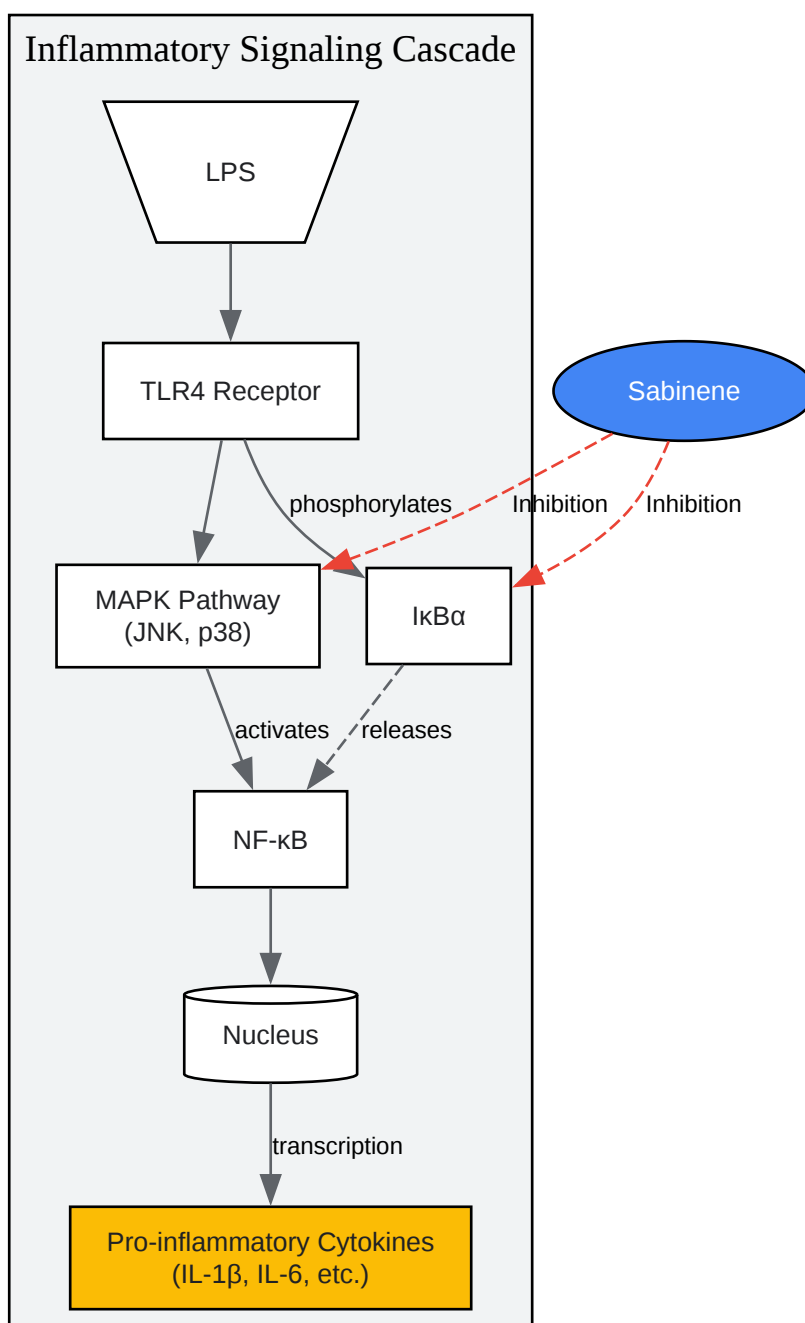 Inflammatory Signaling Cascade
LPS
TLR4 Receptor
Sabinene
phosphorylates
Inhibition
Inhibition
MAPK Pathway
(JNK, p38)
IκBα
activates
releases
NF-κB
Nucleus
transcription
Pro-inflammatory Cytokines
(IL-1β, IL-6, etc.)